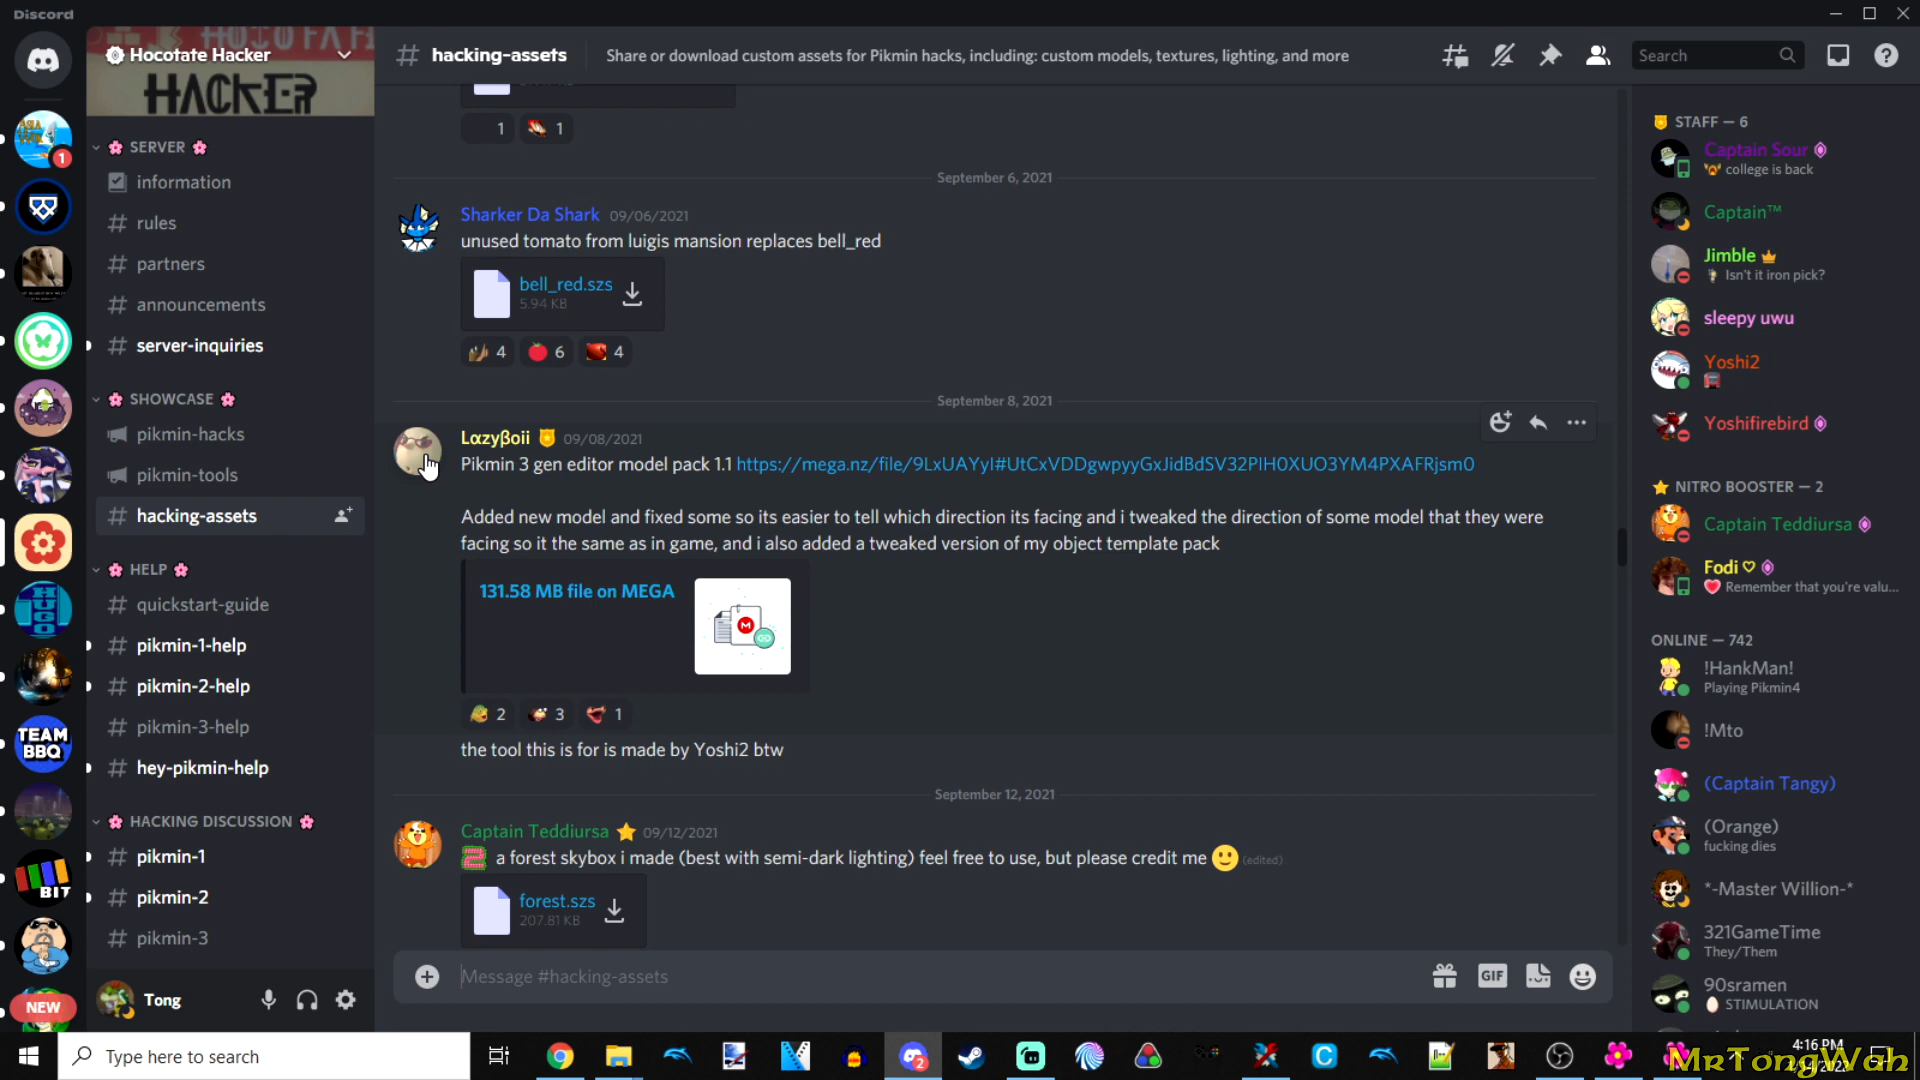 Discord
HOCOTATE
HACKER
Hocotate Hacker
hacking-assets
Share or download custom assets for Pikmin hacks, including: custom models, textures, lighting, and more
Search
1
SERVER
information
rules
partners
announcements
server-inquiries
SHOWCASE
pikmin-hacks
pikmin-tools
hacking-assets
HELP
quickstart-guide
pikmin-1-help
pikmin-2-help
pikmin-3-help
hey-pikmin-help
HACKING DISCUSSION
pikmin-1
pikmin-2
pikmin-3
HUGO
TEAM
BBQ
BIT
NEW
Tong
1
1
September 6, 2021
Sharker Da Shark 09/06/2021
unused tomato from luigis mansion replaces bell_red
bell_red.szs
5.94 KB
4
6
4
September 8, 2021
Lαzyβoii 09/08/2021
Pikmin 3 gen editor model pack 1.1 https://mega.nz/file/9LxUAYyI#UtCxVDDgwpyyGxJidBdSV32PIH0XUO3YM4PXAFRjsm0
Added new model and fixed some so its easier to tell which direction its facing and i tweaked the direction of some model that they were
facing so it the same as in game, and i also added a tweaked version of my object template pack
131.58 MB file on MEGA
M
2
3
1
the tool this is for is made by Yoshi2 btw
September 12, 2021
Captain Teddiursa 09/12/2021
2 a forest skybox i made (best with semi-dark lighting) feel free to use, but please credit me (edited)
forest.szs
207.81 KB
Message #hacking-assets
GIF
STAFF — 6
Captain Sour
college is back
Captain™
Jimble
Isn't it iron pick?
sleepy uwu
Yoshi2
Yoshifirebird
NITRO BOOSTER — 2
Captain Teddiursa
Fodi♡
Remember that you're valu...
ONLINE — 742
!HankMan!
Playing Pikmin4
!Mto
(Captain Tangy)
(Orange)
fucking dies
*-Master Willion-*
321GameTime
They/Them
90sramen
STIMULATION
Type here to search
2
C
4:16 PM
MrTongWah